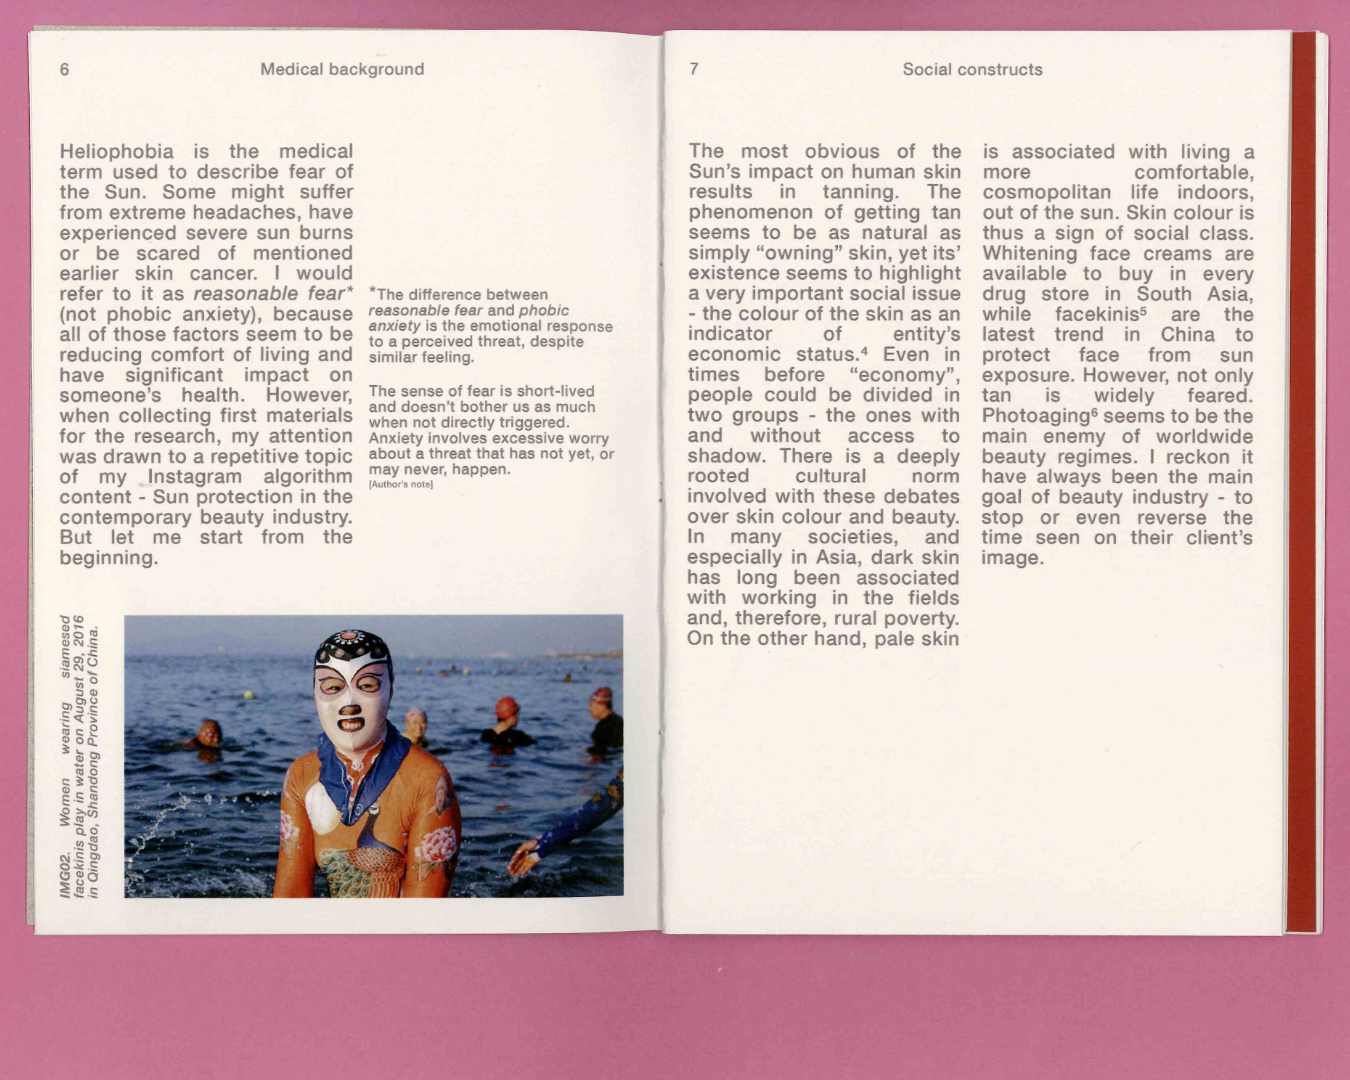 6
Medical background
Heliophobia is the medical
term used to describe fear of
the Sun. Some might suffer
from extreme headaches, have
experienced severe sun burns
or be scared of mentioned
earlier skin cancer. I would
refer to it as reasonable fear*
(not phobic anxiety), because
all of those factors seem to be
reducing comfort of living and
have significant impact on
someone's health. However,
when collecting first materials
for the research, my attention
was drawn to a repetitive topic
of my Instagram algorithm
content - Sun protection in the
contemporary beauty industry.
But let me start from the
beginning.
*The difference between
reasonable fear and phobic
anxiety is the emotional response
to a perceived threat, despite
similar feeling.
The sense of fear is short-lived
and doesn't bother us as much
when not directly triggered.
Anxiety involves excessive worry
about a threat that has not yet, or
may never, happen.
[Author's note]
IMG02. Women wearing siamesed
facekinis play in water on August 29, 2016
in Qingdao, Shandong Province of China.
7
Social constructs
The most obvious of the
Sun's impact on human skin
results in tanning. The
phenomenon of getting tan
seems to be as natural as
simply “owning” skin, yet its'
existence seems to highlight
a very important social issue
- the colour of the skin as an
indicator of entity's
economic status.⁴ Even in
times before “economy”,
people could be divided in
two groups - the ones with
and without access to
shadow. There is a deeply
rooted cultural norm
involved with these debates
over skin colour and beauty.
In many societies, and
especially in Asia, dark skin
has long been associated
with working in the fields
and, therefore, rural poverty.
On the other hand, pale skin
is associated with living a
more comfortable,
cosmopolitan life indoors,
out of the sun. Skin colour is
thus a sign of social class.
Whitening face creams are
available to buy in every
drug store in South Asia,
while facekinis⁵ are the
latest trend in China to
protect face from sun
exposure. However, not only
tan is widely feared.
Photoaging⁶ seems to be the
main enemy of worldwide
beauty regimes. I reckon it
have always been the main
goal of beauty industry - to
stop or even reverse the
time seen on their client's
image.